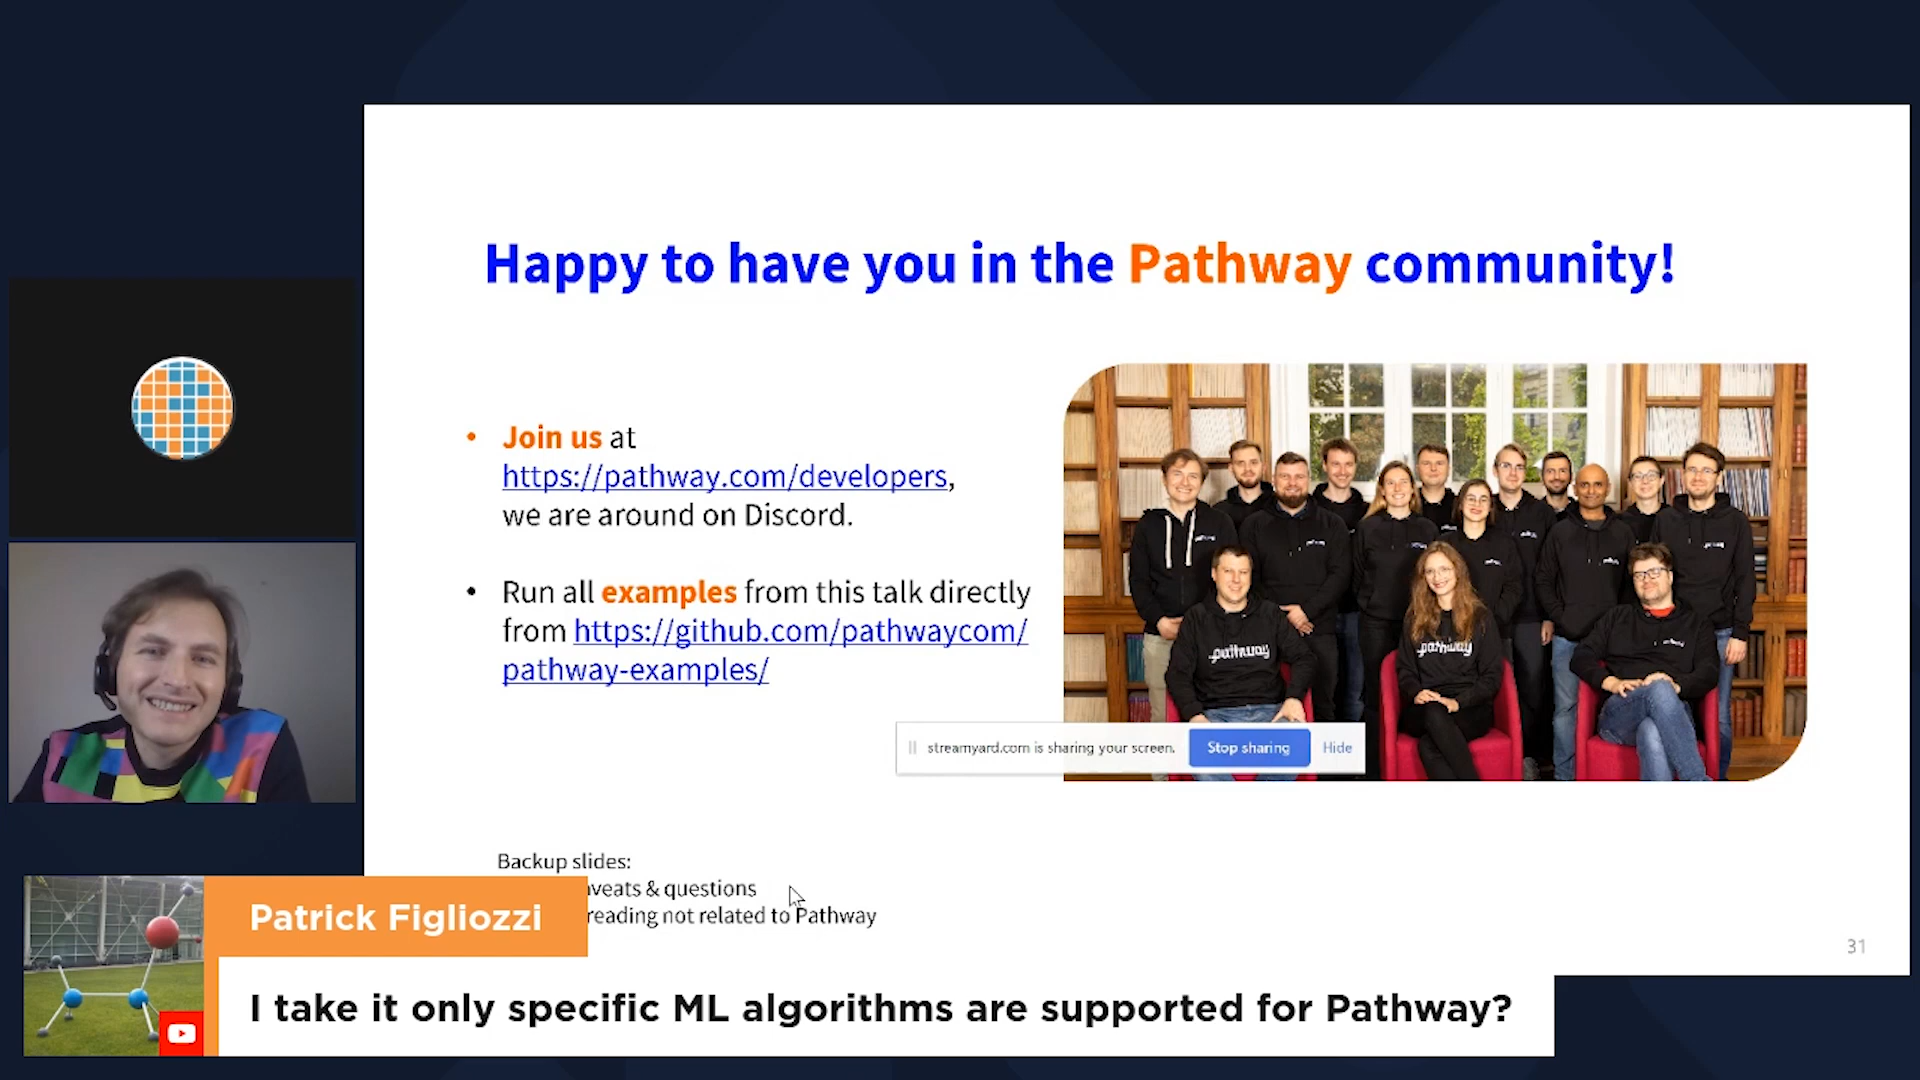 Happy to have you in the Pathway community!
• Join us at
https://pathway.com/developers,
we are around on Discord.
• Run all examples from this talk directly
from https://github.com/pathwaycom/
pathway-examples/
pathway
pathway
streamyard.com is sharing your screen.
Stop sharing
Hide
Backup slides:
veats & questions
reading not related to Pathway
31
Patrick Figliozzi
I take it only specific ML algorithms are supported for Pathway?